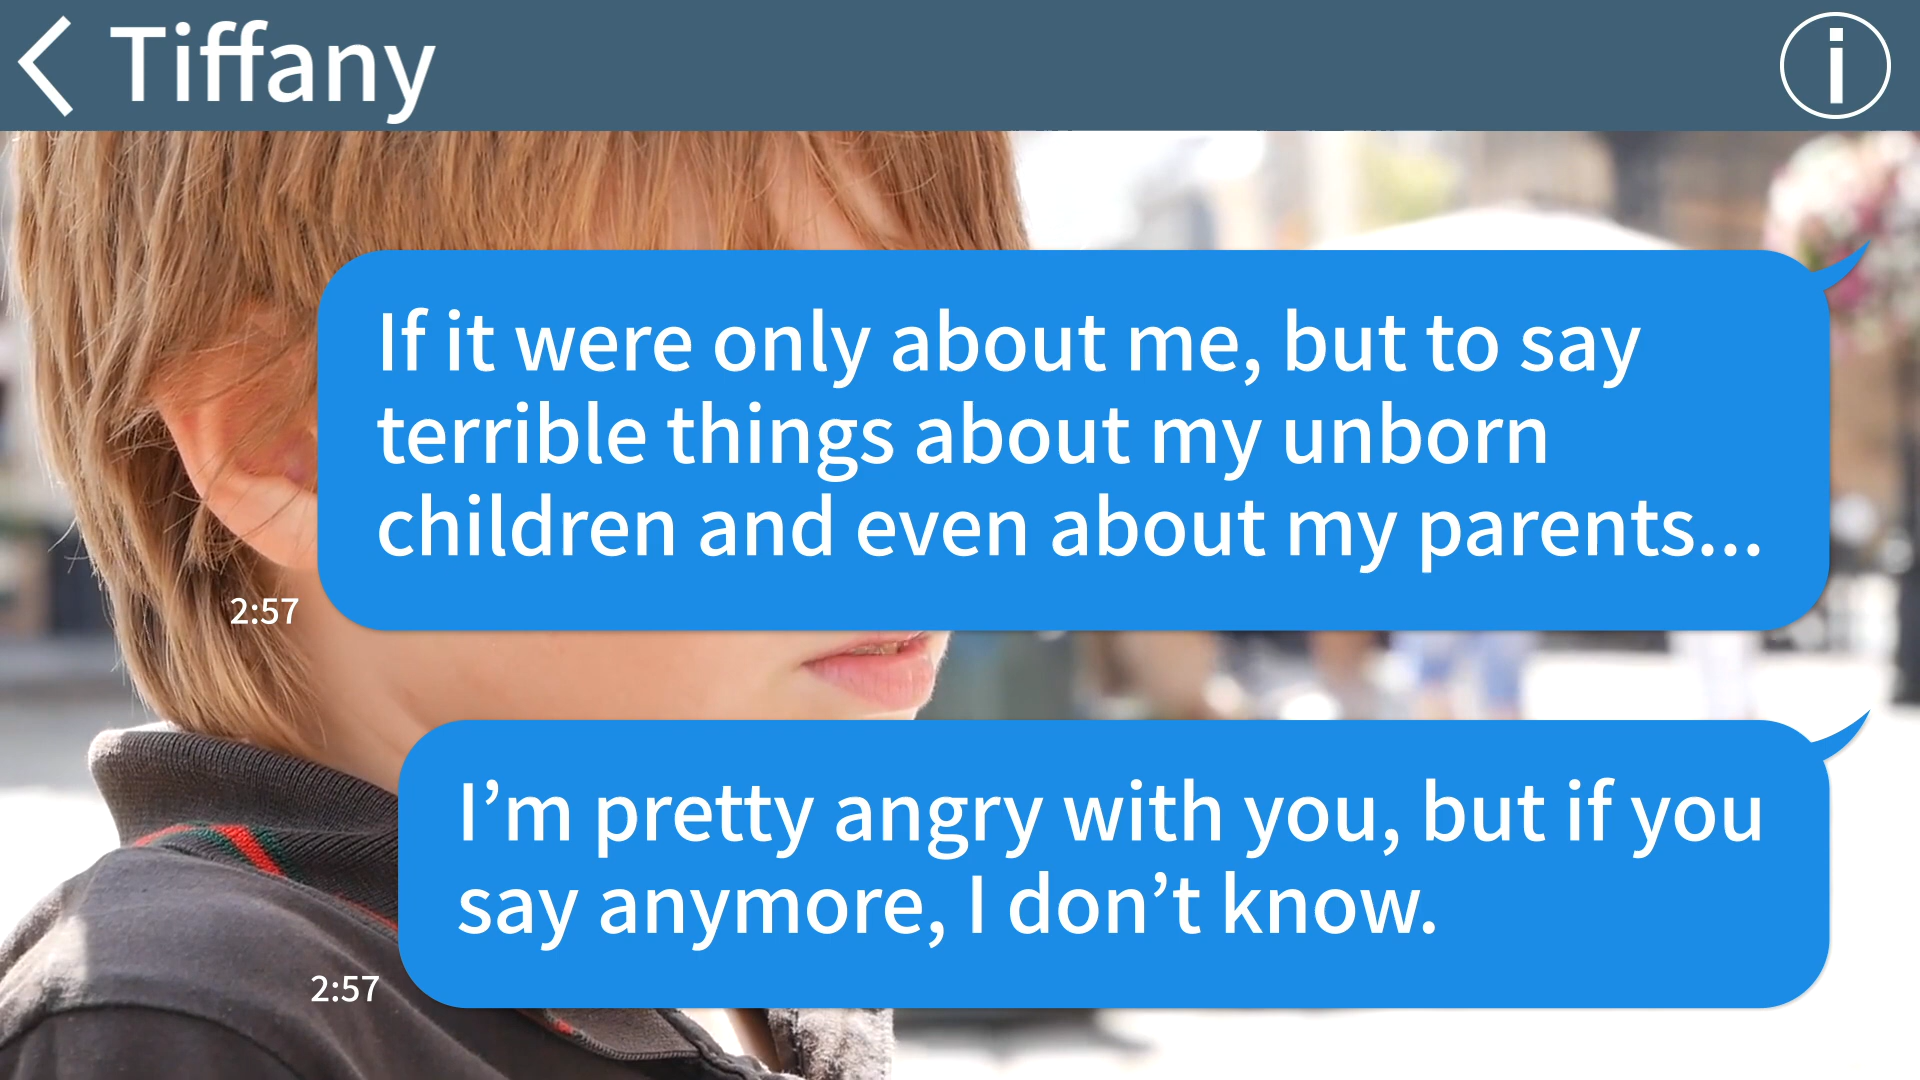 Tiffany
If it were only about me, but to say
terrible things about my unborn
children and even about my parents...
2:57
I’m pretty angry with you, but if you
say anymore, I don’t know.
2:57